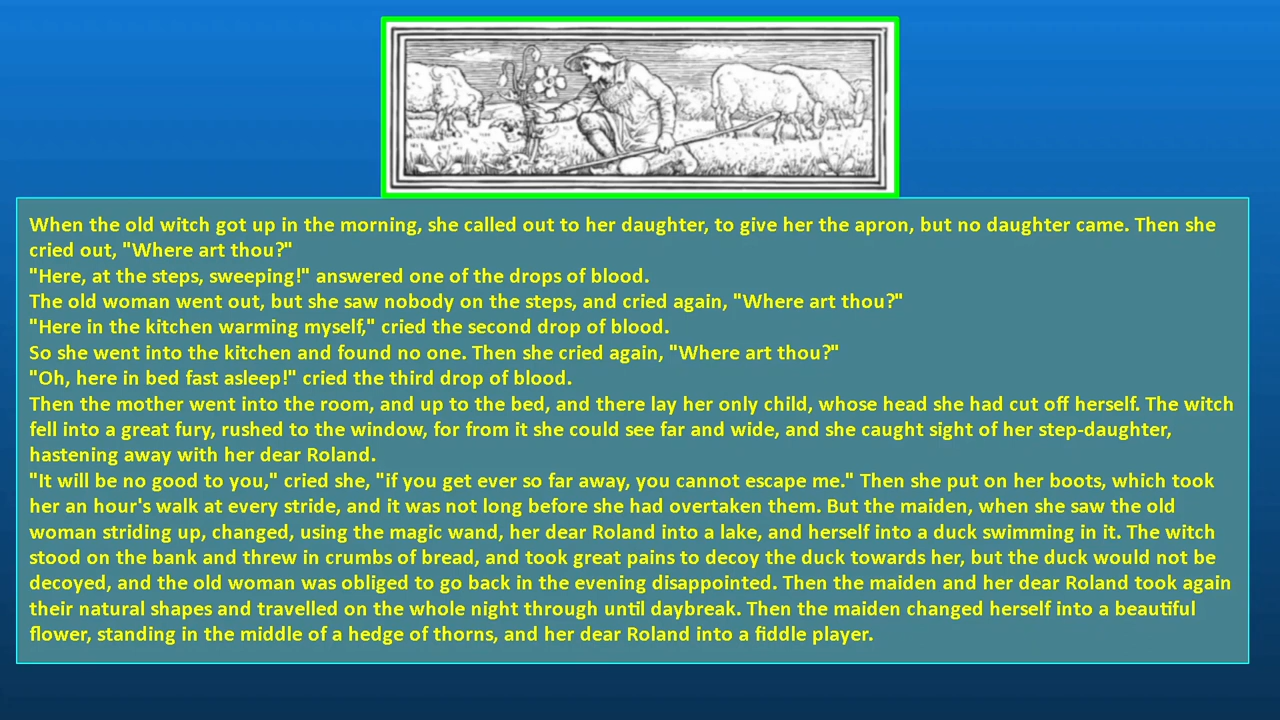 When the old witch got up in the morning, she called out to her daughter, to give her the apron, but no daughter came. Then she
cried out, "Where art thou?"
"Here, at the steps, sweeping!" answered one of the drops of blood.
The old woman went out, but she saw nobody on the steps, and cried again, "Where art thou?"
"Here in the kitchen warming myself," cried the second drop of blood.
So she went into the kitchen and found no one. Then she cried again, "Where art thou?"
"Oh, here in bed fast asleep!" cried the third drop of blood.
Then the mother went into the room, and up to the bed, and there lay her only child, whose head she had cut off herself. The witch
fell into a great fury, rushed to the window, for from it she could see far and wide, and she caught sight of her step-daughter,
hastening away with her dear Roland.
"It will be no good to you," cried she, "if you get ever so far away, you cannot escape me." Then she put on her boots, which took
her an hour's walk at every stride, and it was not long before she had overtaken them. But the maiden, when she saw the old
woman striding up, changed, using the magic wand, her dear Roland into a lake, and herself into a duck swimming in it. The witch
stood on the bank and threw in crumbs of bread, and took great pains to decoy the duck towards her, but the duck would not be
decoyed, and the old woman was obliged to go back in the evening disappointed. Then the maiden and her dear Roland took again
their natural shapes and travelled on the whole night through until daybreak. Then the maiden changed herself into a beautiful
flower, standing in the middle of a hedge of thorns, and her dear Roland into a fiddle player.